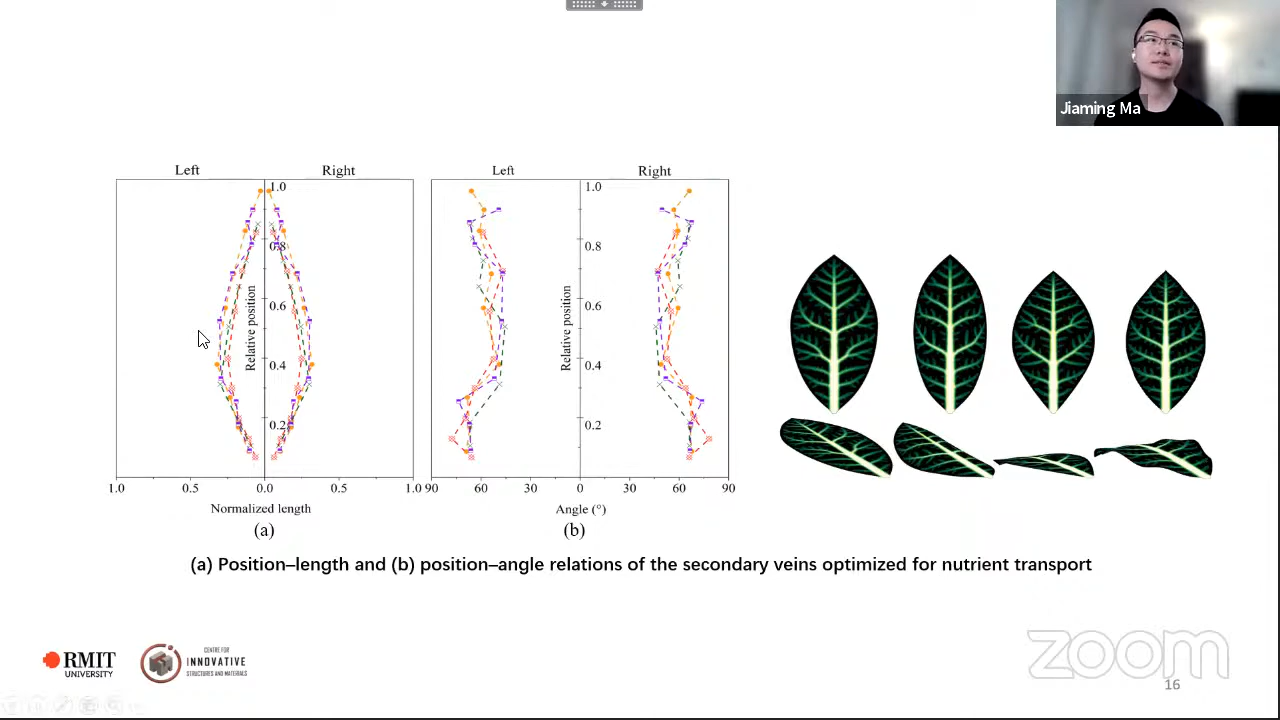 Jiaming Ma
Left
Right
Left
Right
1.0
0.8
0.6
0.4
0.2
Relative position
1.0
0.8
0.6
0.4
0.2
Relative position
1.0
0.5
0.0
0.5
1.0
90
60
30
0
30
60
90
Normalized length
Angle (°)
(a)
(b)
(a) Position–length and (b) position–angle relations of the secondary veins optimized for nutrient transport
RMIT
UNIVERSITY
CENTRE FOR
INNOVATIVE
STRUCTURES AND MATERIALS
zoom
16